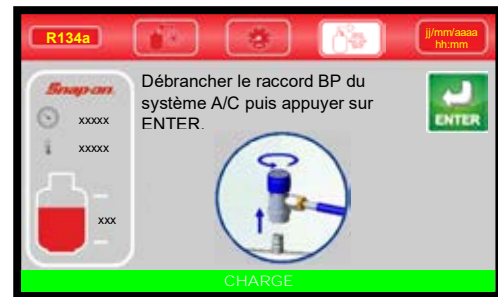 R134a
jj/mm/aaaa
hh:mm
Snap-on
xxxxx
xxxxx
xxx
Débrancher le raccord BP du
système A/C puis appuyer sur
ENTER.
ENTER
CHARGE